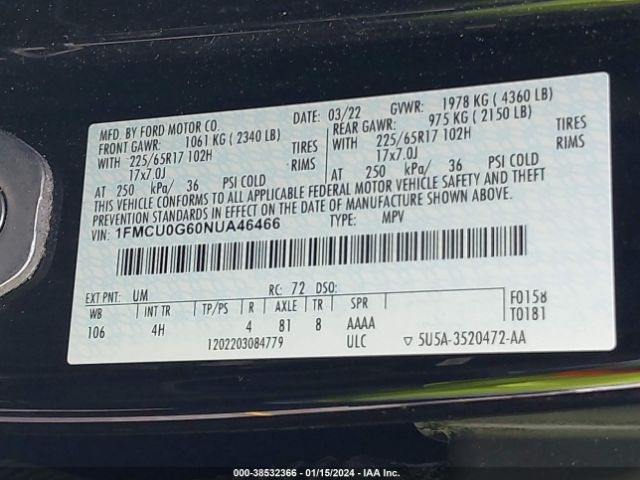 MFD. BY FORD MOTOR CO. DATE: 03/22 GVWR: 1978 KG ( 4360 LB)
FRONT GAWR: 1061 KG ( 2340 LB) REAR GAWR: 975 KG ( 2150 LB)
WITH 225/65R17 102H TIRES WITH 225/65R17 102H TIRES
17x7.0J RIMS 17x7.0J RIMS
AT 250 kPa/ 36 PSI COLD AT 250 kPa/ 36 PSI COLD
THIS VEHICLE CONFORMS TO ALL APPLICABLE FEDERAL MOTOR VEHICLE SAFETY AND THEFT
PREVENTION STANDARDS IN EFFECT ON THE DATE OF MANUFACTURE SHOWN ABOVE.
VIN: 1FMCU0G60NUA46466 TYPE: MPV
EXT PNT: UM RC: 72 DSO: F0158
WB INT TR TP/PS R AXLE TR SPR T0181
106 4H 4 81 8 AAAA
1202203084779 ULC ▽ 5U5A-3520472-AA
000-38532366 - 01/15/2024 - IAA Inc.